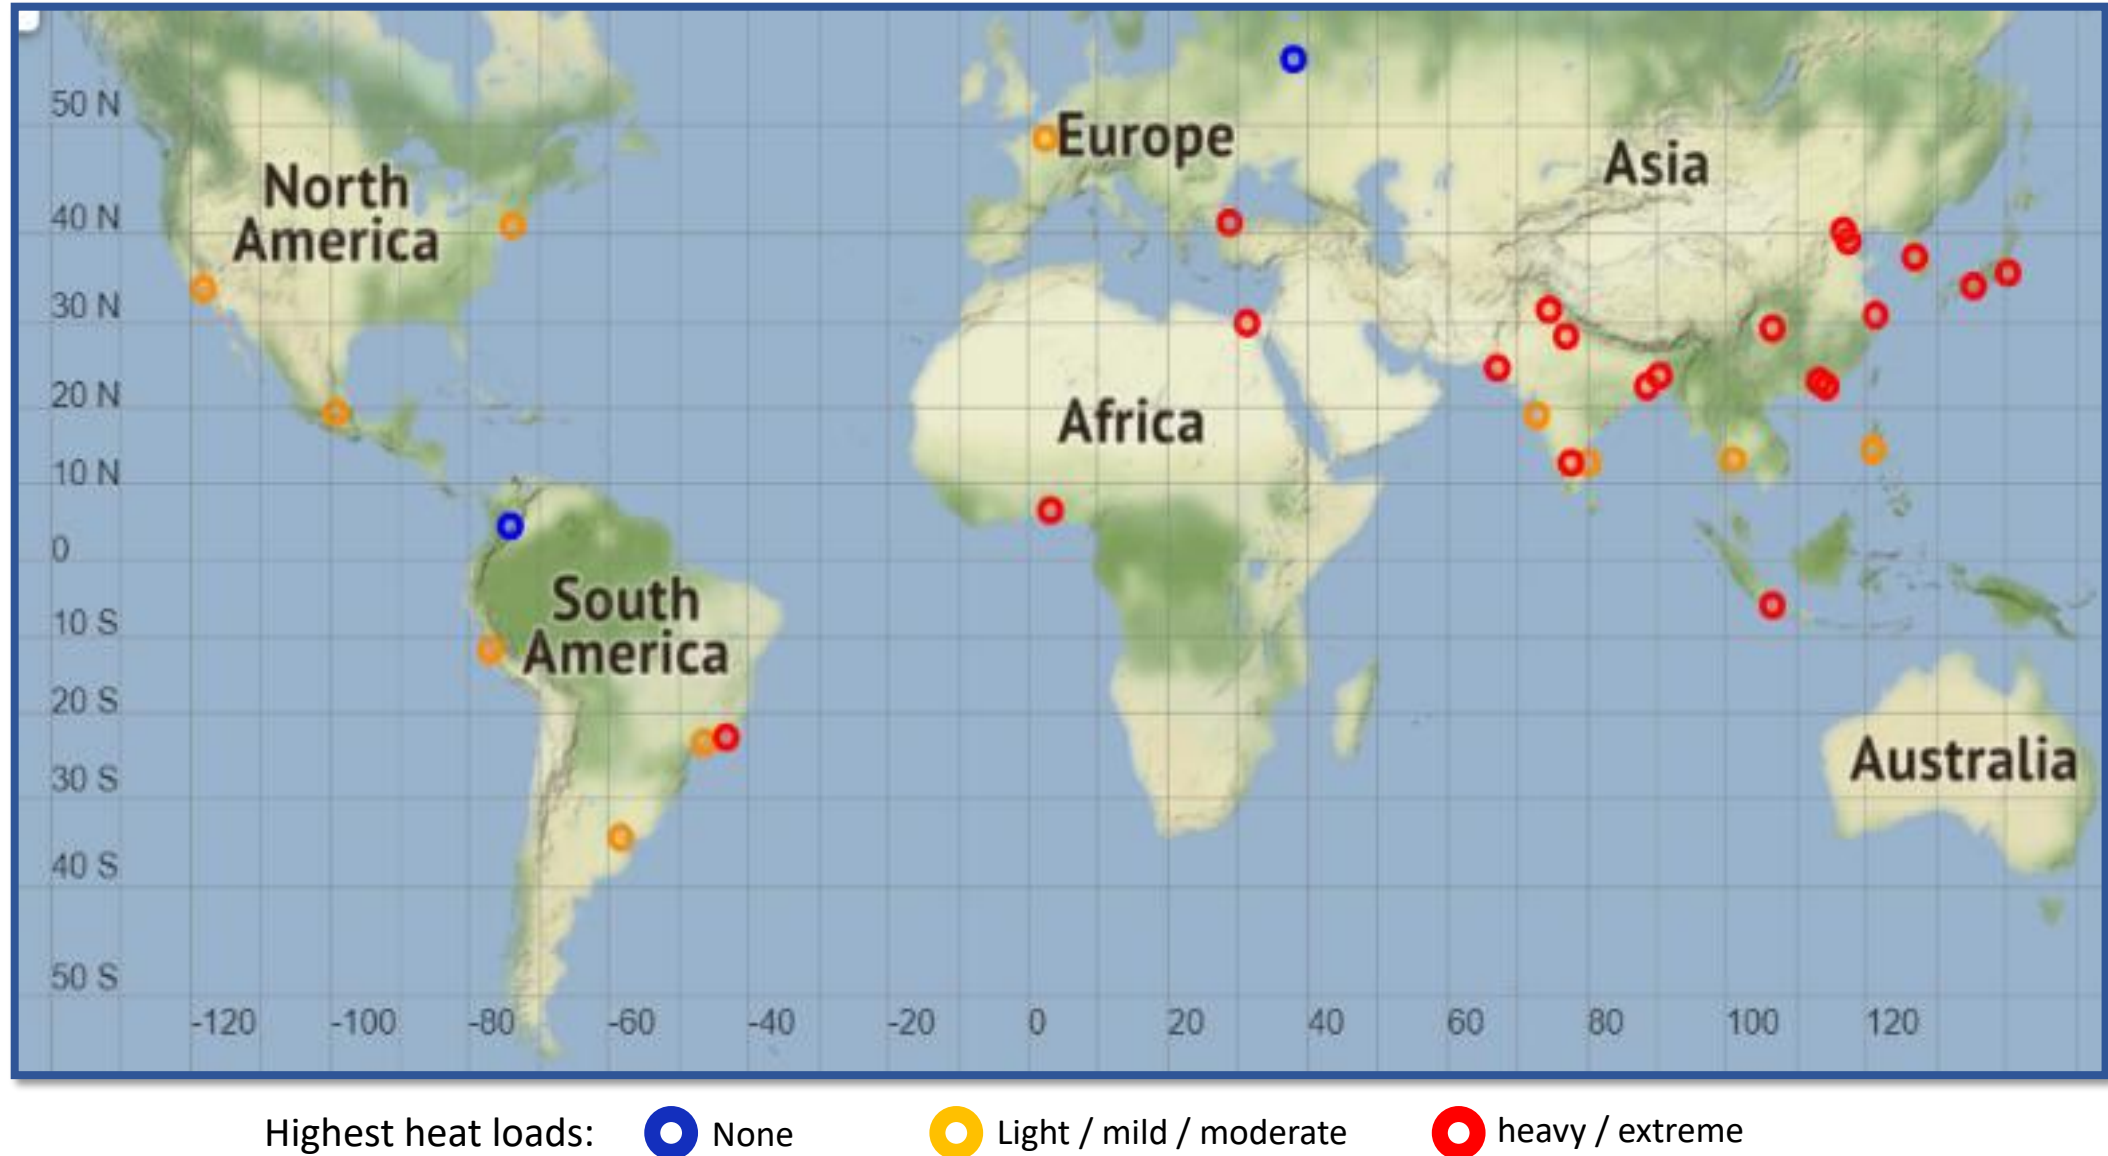 50 N
Europe
Asia
North
America
40 N
30 N
20 N
Africa
10 N
0
South
America
10 S
20 S
Australia
30 S
40 S
50 S
-120 -100 -80 -60 -40 -20 0 20 40 60 80 100 120
Highest heat loads: None Light / mild / moderate heavy / extreme